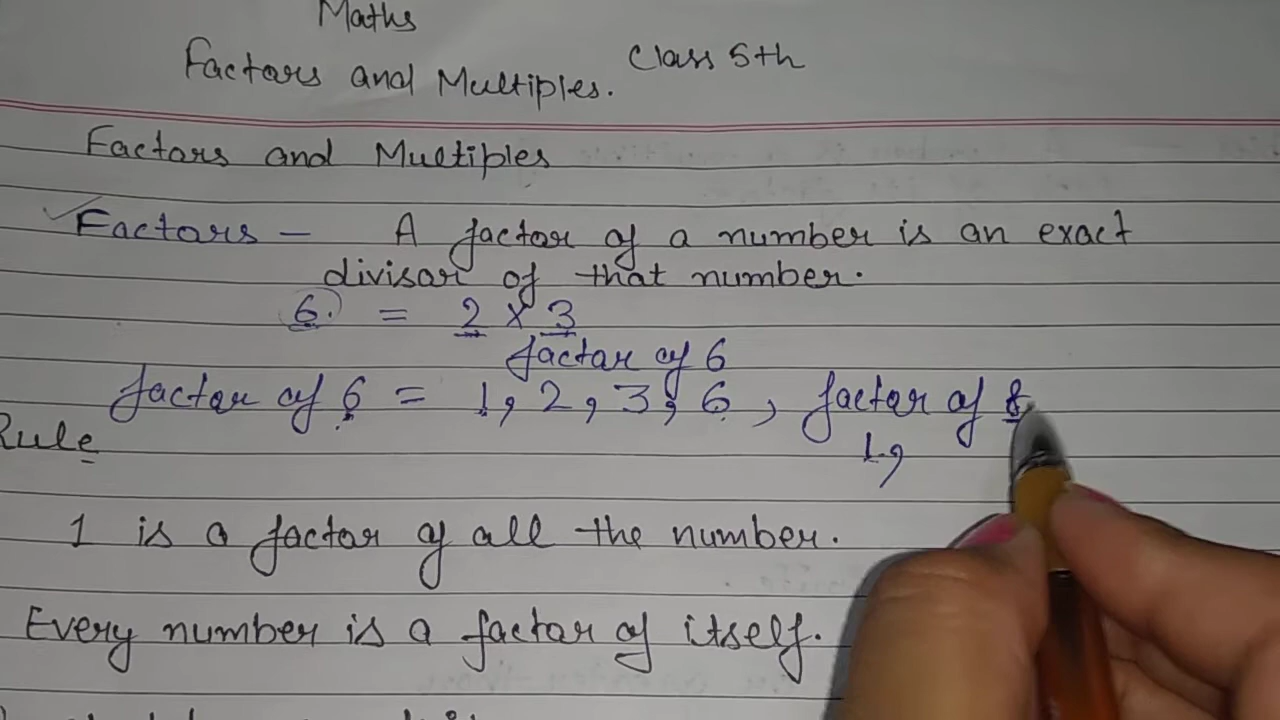 Maths
Factors and Multiples. Class 5th
Factors and Multiples
Factors - A factor of a number is an exact
divisor of that number.
6. = 2 × 3
factor of 6
factor of 6 = 1, 2, 3, 6, factor of 8
1,
Rule
1 is a factor of all the number.
Every number is a factor of itself.